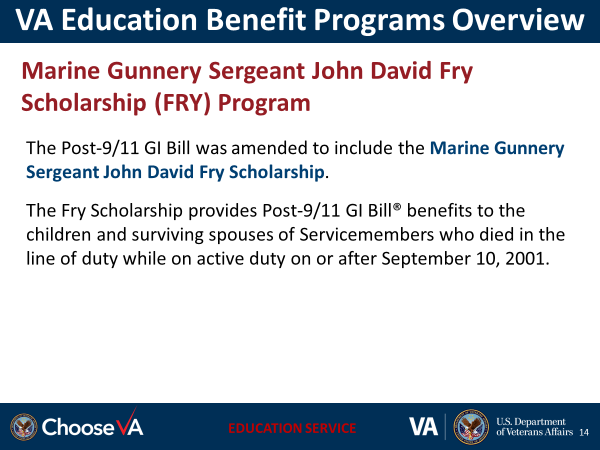 VA Education Benefit Programs Overview
Marine Gunnery Sergeant John David Fry
Scholarship (FRY) Program
The Post-9/11 GI Bill was amended to include the Marine Gunnery
Sergeant John David Fry Scholarship.
The Fry Scholarship provides Post-9/11 GI Bill® benefits to the
children and surviving spouses of Servicemembers who died in the
line of duty while on active duty on or after September 10, 2001.
Choose VA
EDUCATION SERVICE
VA
U.S. Department
of Veterans Affairs
14